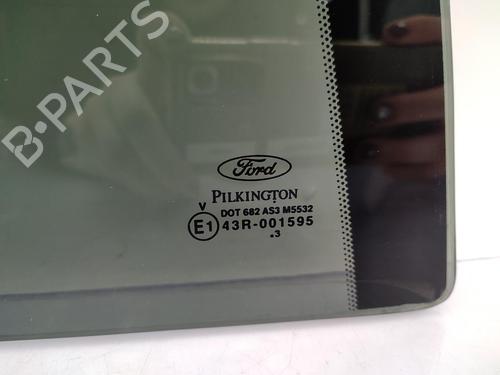 B-PARTS
Ford
PILKINGTON
V DOT 682 AS3 M5532
E1 43R-001595
.3